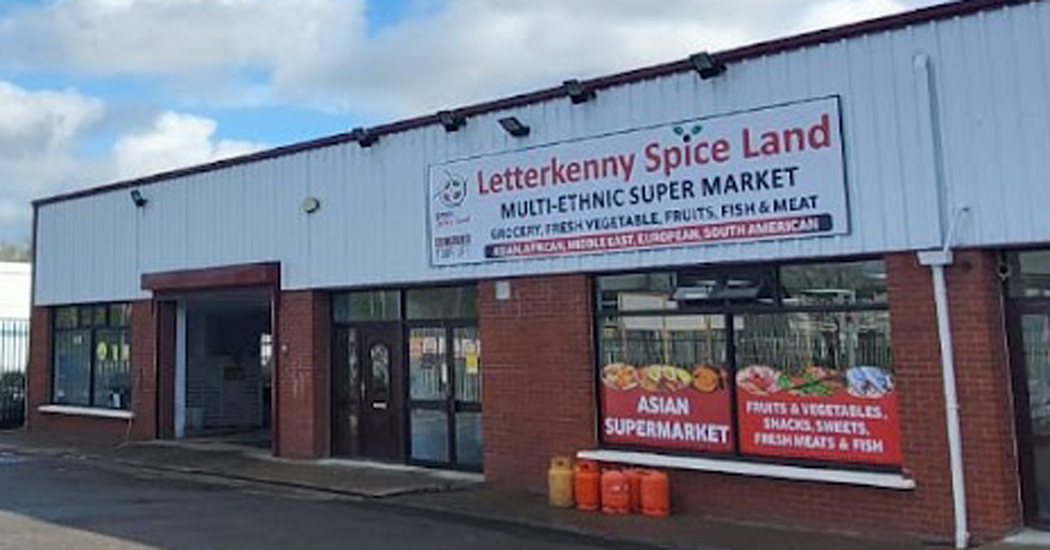 Letterkenny Spice Land
MULTI-ETHNIC SUPER MARKET
GROCERY, FRESH VEGETABLE, FRUITS, FISH & MEAT
ASIAN, AFRICAN, MIDDLE EAST, EUROPEAN, SOUTH AMERICAN
ASIAN
SUPERMARKET
FRUITS & VEGETABLES,
SNACKS, SWEETS,
FRESH MEATS & FISH